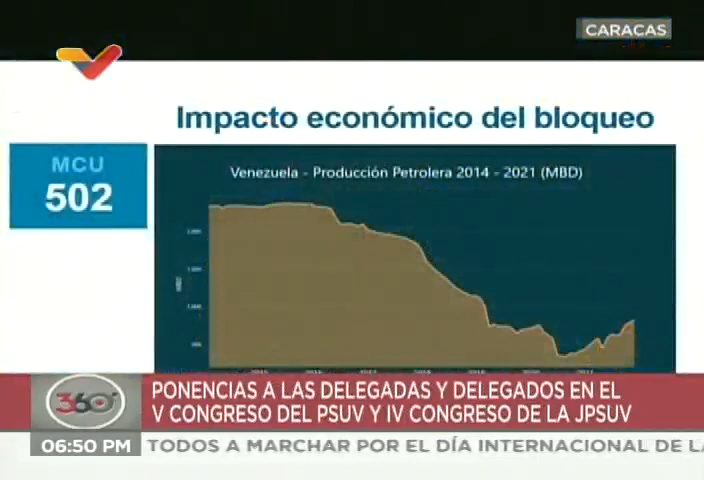 CARACAS
Impacto económico del bloqueo
MCU
502
Venezuela - Producción Petrolera 2014 - 2021 (MBD)
360°
PONENCIAS A LAS DELEGADAS Y DELEGADOS EN EL
V CONGRESO DEL PSUV Y IV CONGRESO DE LA JPSUV
06:50 PM
TODOS A MARCHAR POR EL DÍA INTERNACIONAL DE LA